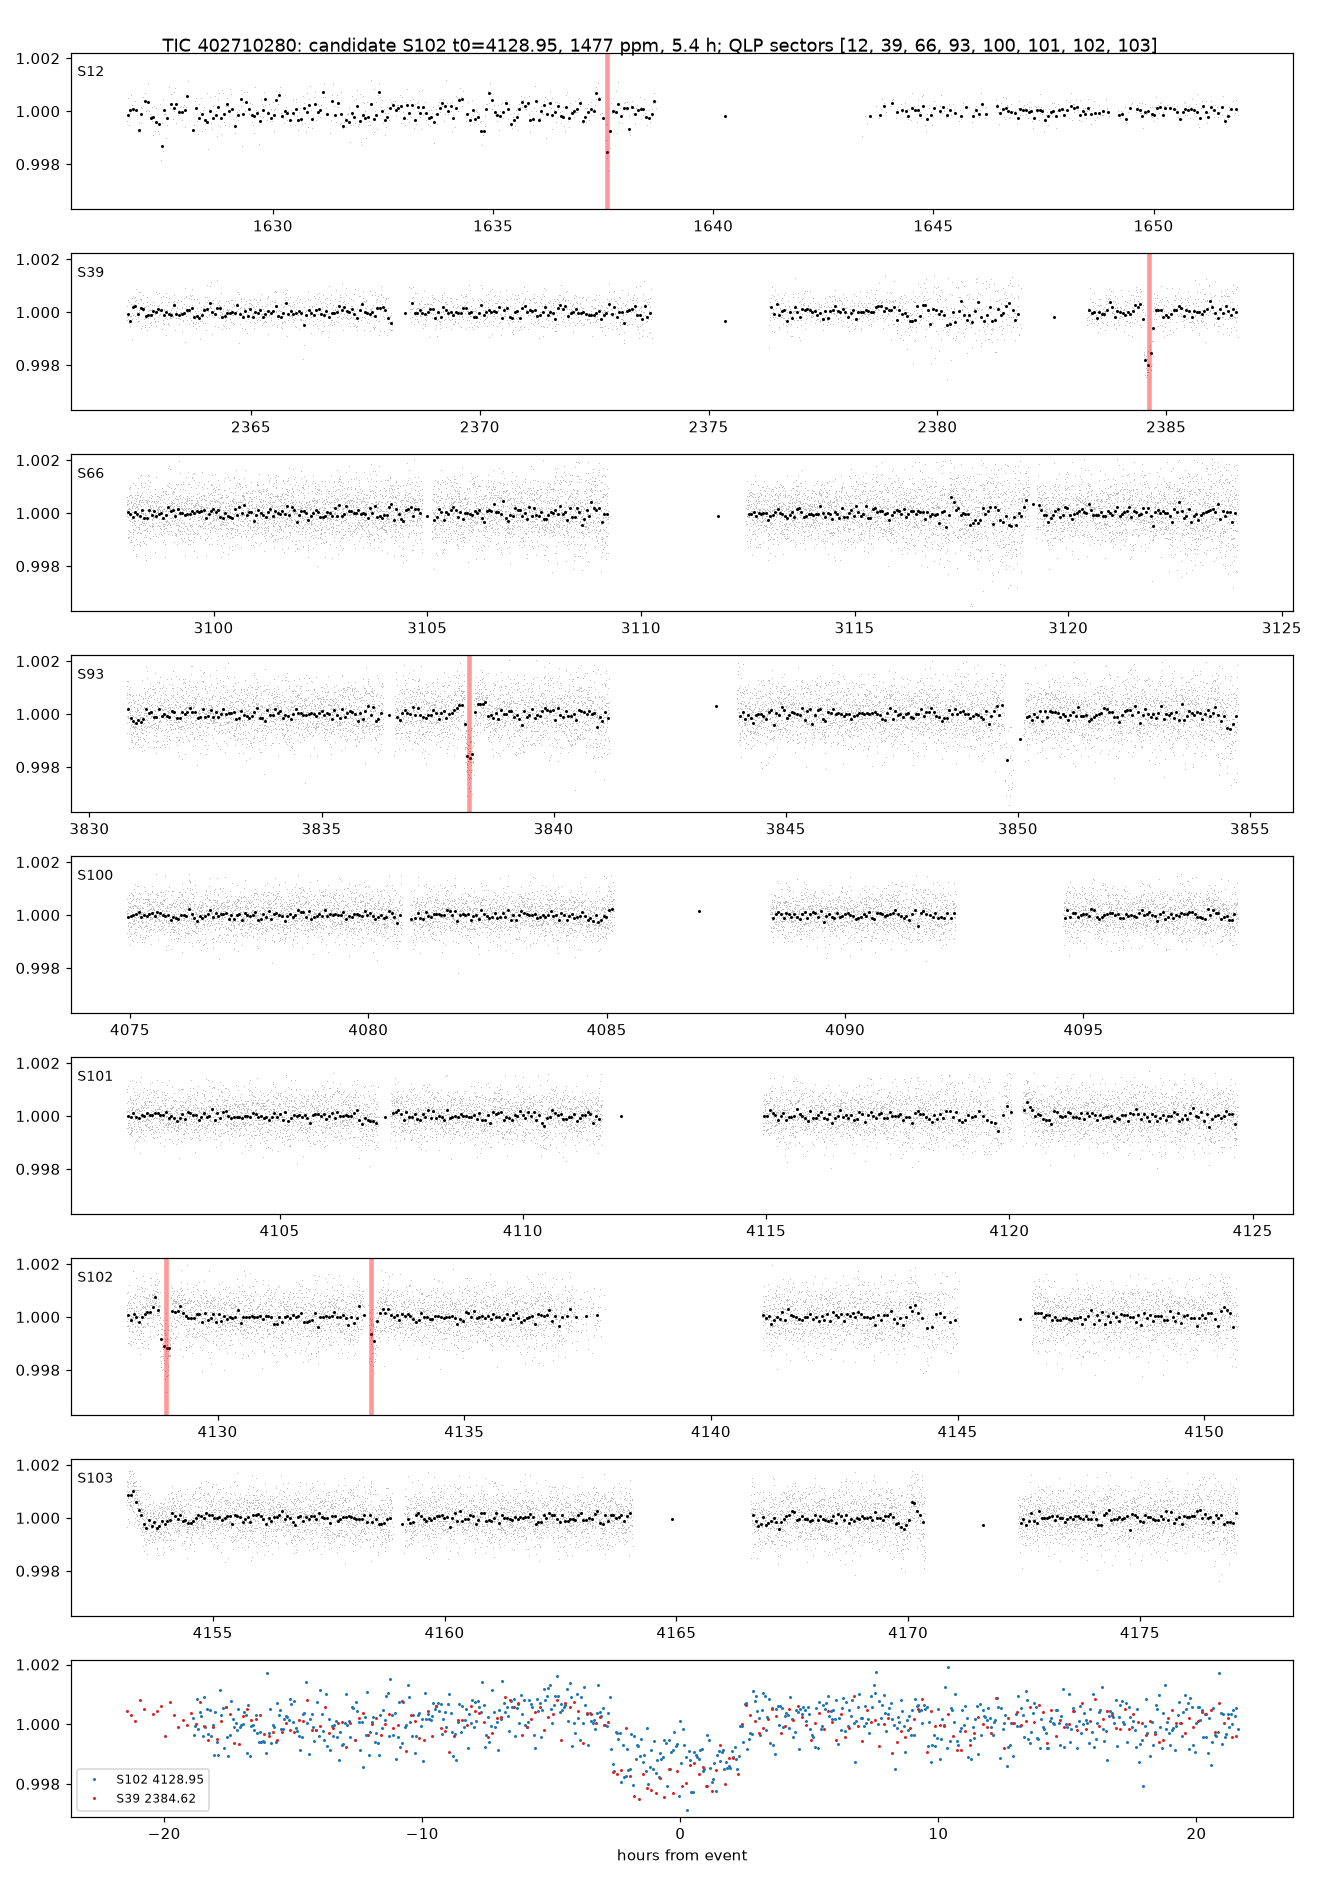 TIC 402710280: candidate S102 t0=4128.95, 1477 ppm, 5.4 h; QLP sectors [12, 39, 66, 93, 100, 101, 102, 103]
1.002
1.000
0.998
S12
1630 1635 1640 1645 1650
1.002
1.000
0.998
S39
2365 2370 2375 2380 2385
1.002
1.000
0.998
S66
3100 3105 3110 3115 3120 3125
1.002
1.000
0.998
S93
3830 3835 3840 3845 3850 3855
1.002
1.000
0.998
S100
4075 4080 4085 4090 4095
1.002
1.000
0.998
S101
4105 4110 4115 4120 4125
1.002
1.000
0.998
S102
4130 4135 4140 4145 4150
1.002
1.000
0.998
S103
4155 4160 4165 4170 4175
1.002
1.000
0.998
S102 4128.95
S39 2384.62
−20 −10 0 10 20
hours from event